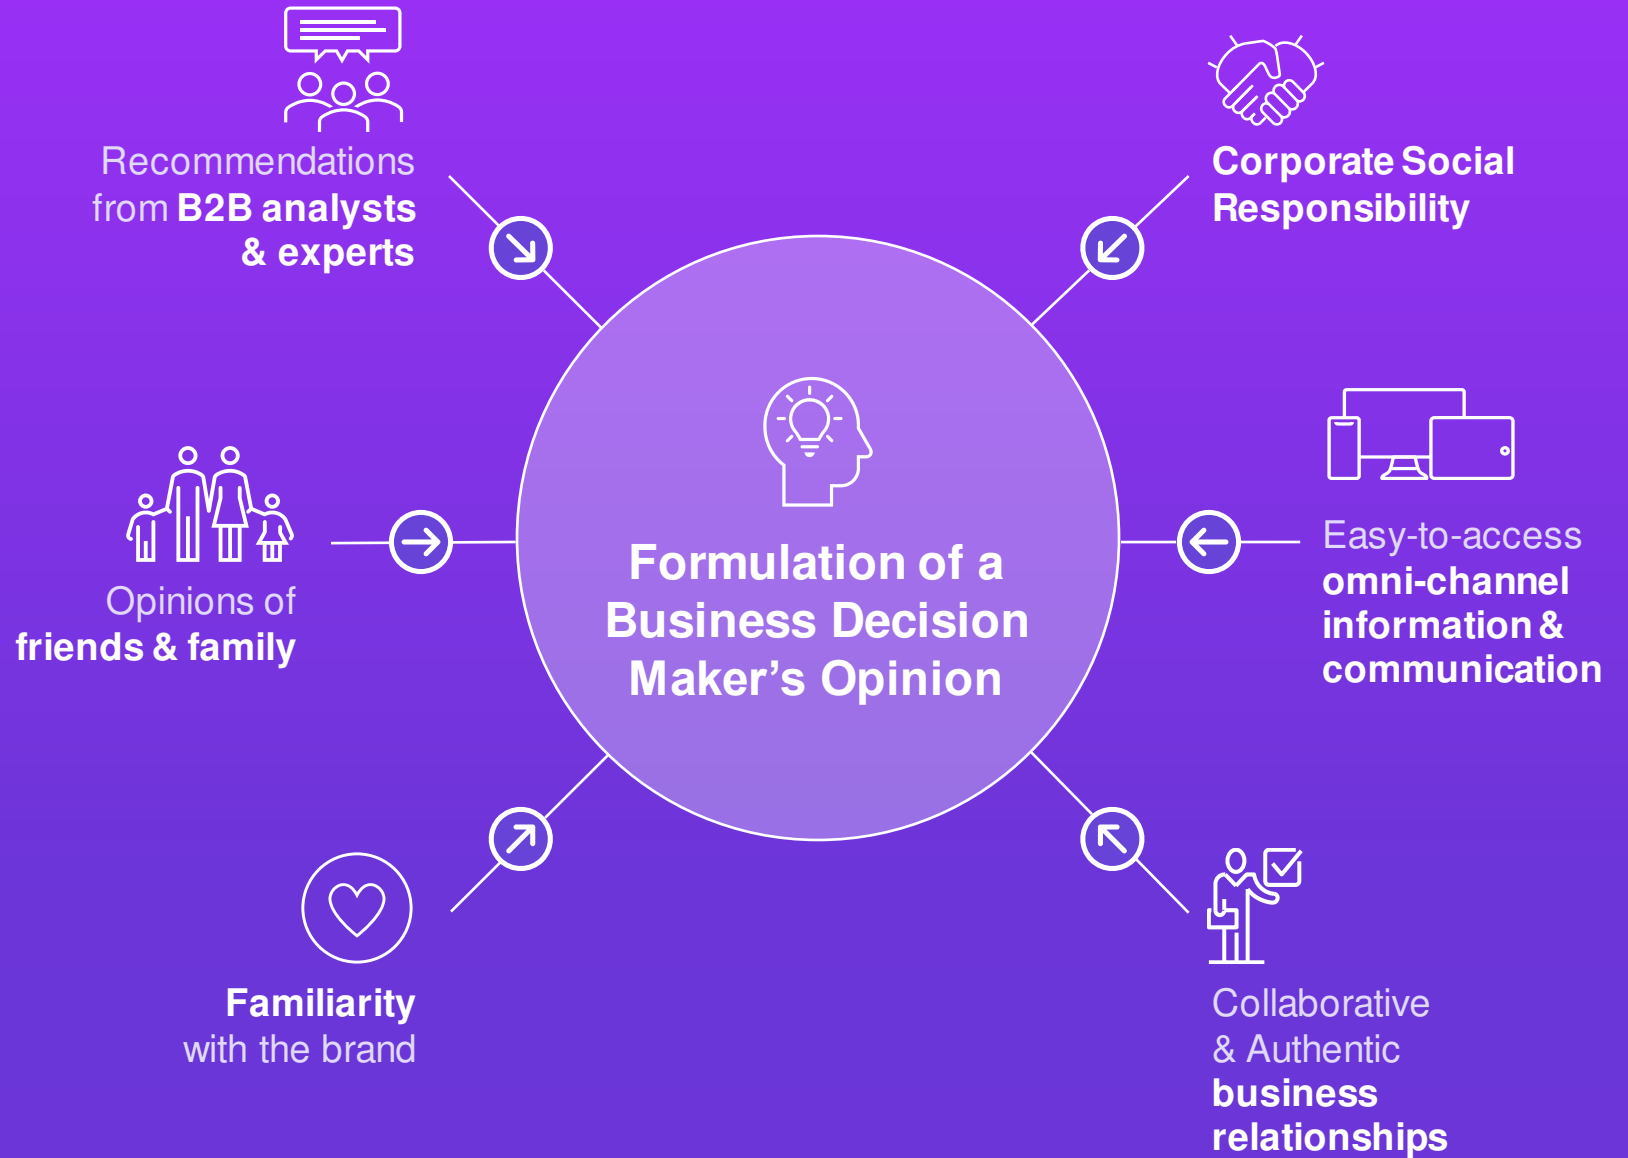 Recommendations
from B2B analysts
& experts
Corporate Social
Responsibility
Opinions of
friends & family
Formulation of a
Business Decision
Maker’s Opinion
Easy-to-access
omni-channel
information &
communication
Familiarity
with the brand
Collaborative
& Authentic
business
relationships